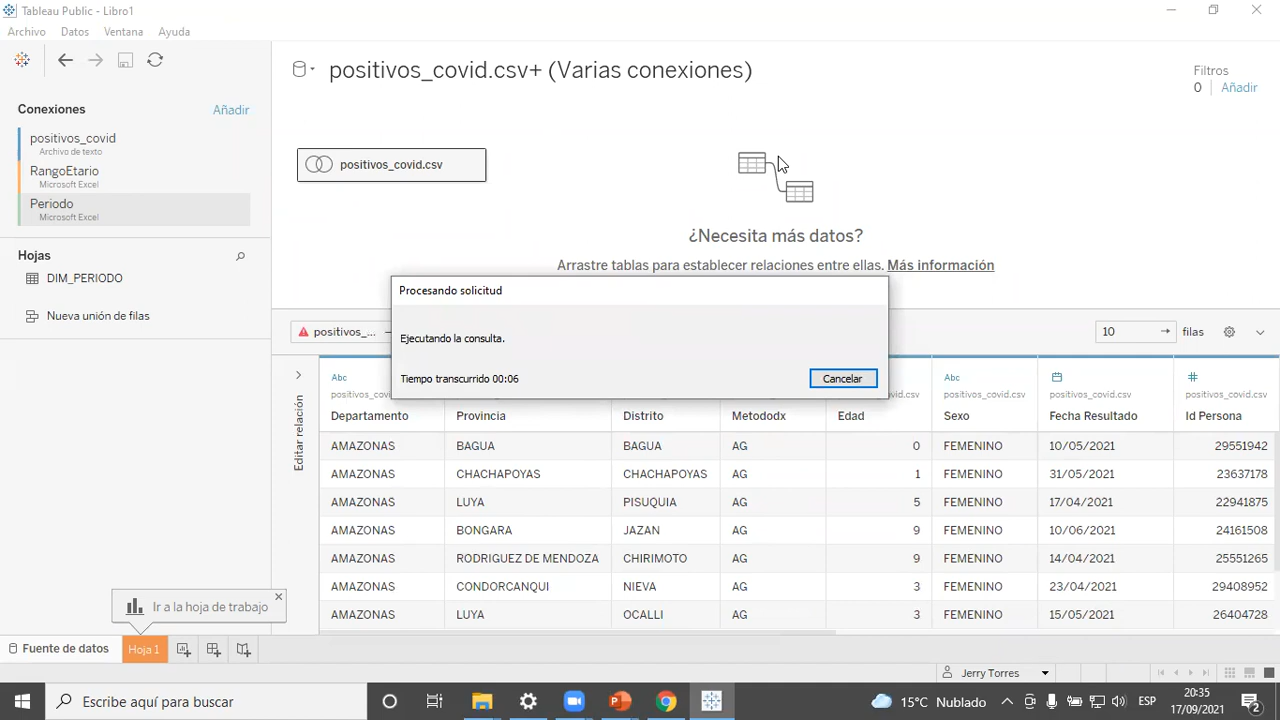 Tableau Public - Libro1
Archivo Datos Ventana Ayuda
positivos_covid.csv+ (Varias conexiones)
Filtros
0 Añadir
Conexiones Añadir
positivos_covid
Archivo de texto
RangoEtario
Microsoft Excel
Periodo
Microsoft Excel
Hojas
DIM_PERIODO
Nueva unión de filas
positivos_covid.csv
¿Necesita más datos?
Arrastre tablas para establecer relaciones entre ellas. Más información
Procesando solicitud
Ejecutando la consulta.
Tiempo transcurrido 00:06 Cancelar
positivos_... 10 filas
Editar relación
Abc Abc #
positivos_covid.csv positivos_covid.csv positivos_covid.csv
Departamento Provincia Distrito Metododx Edad Sexo Fecha Resultado Id Persona
AMAZONAS BAGUA BAGUA AG 0 FEMENINO 10/05/2021 29551942
AMAZONAS CHACHAPOYAS CHACHAPOYAS AG 1 FEMENINO 31/05/2021 23637178
AMAZONAS LUYA PISUQUIA AG 5 FEMENINO 17/04/2021 22941875
AMAZONAS BONGARA JAZAN AG 9 FEMENINO 10/06/2021 24161508
AMAZONAS RODRIGUEZ DE MENDOZA CHIRIMOTO AG 9 FEMENINO 14/04/2021 25551265
AMAZONAS CONDORCANQUI NIEVA AG 3 FEMENINO 23/04/2021 29408952
AMAZONAS LUYA OCALLI AG 3 FEMENINO 15/05/2021 26404728
Ir a la hoja de trabajo
Fuente de datos Hoja 1
Jerry Torres
Escribe aquí para buscar
15°C Nublado ESP 20:35
17/09/2021 2